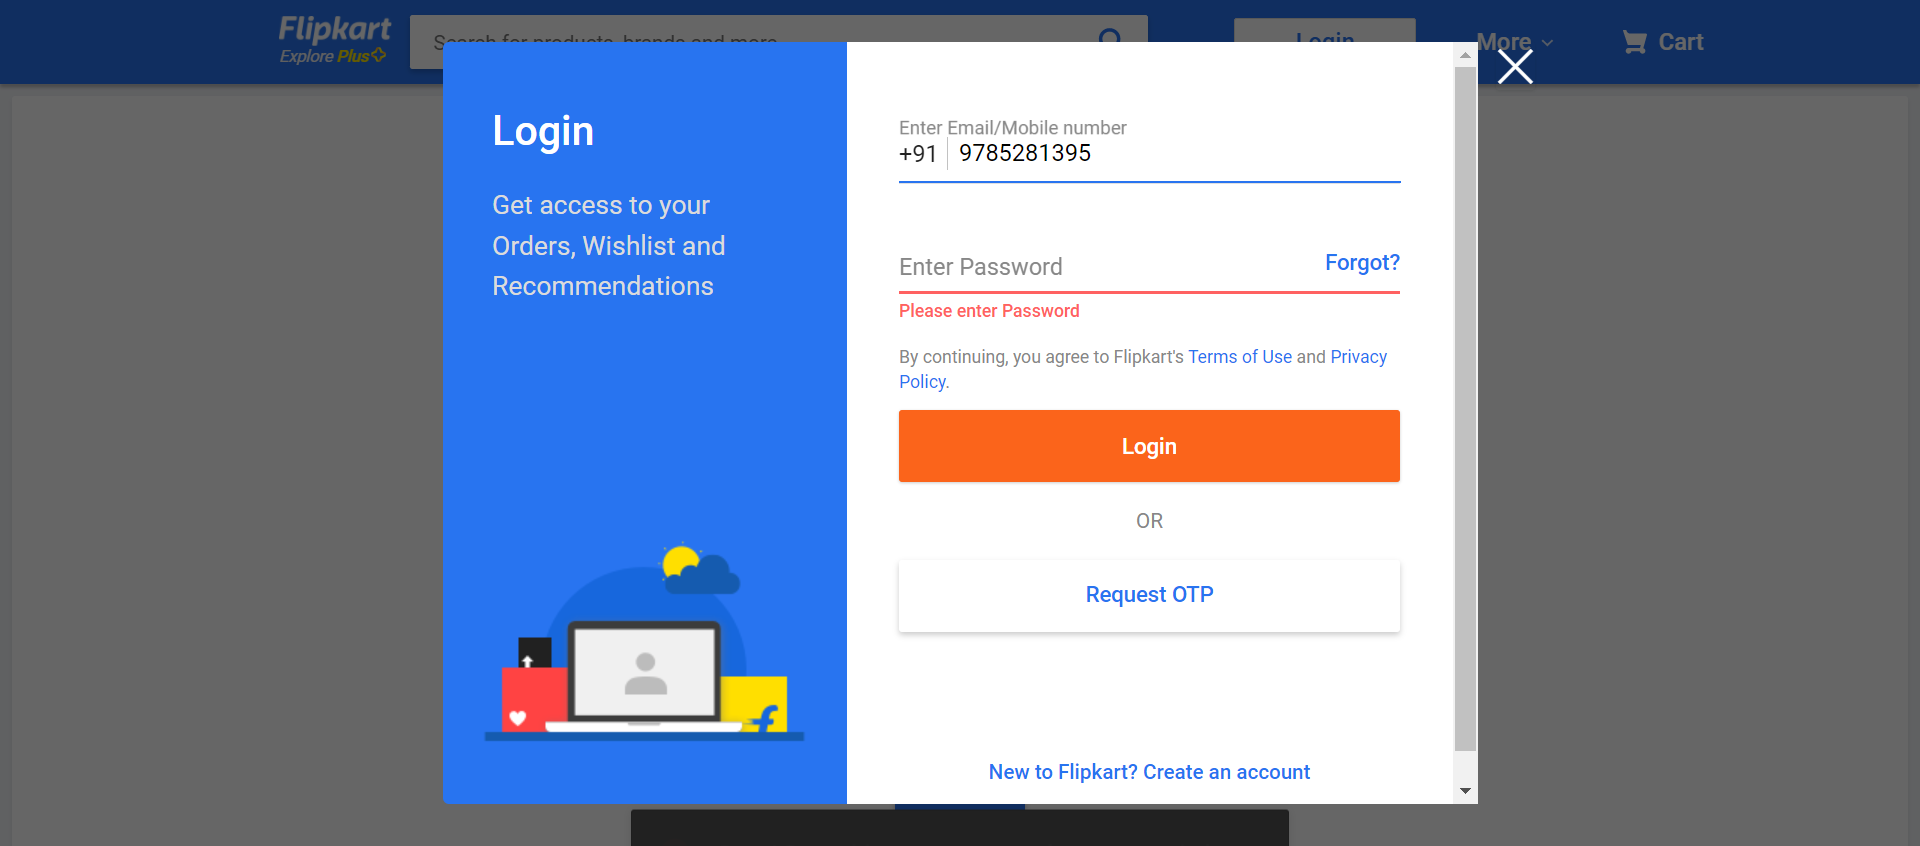 Flipkart
Explore Plus
Search for products, brands and more
Login
More
Cart
Login
Get access to your
Orders, Wishlist and
Recommendations
Enter Email/Mobile number
+91 9785281395
Enter Password
Forgot?
Please enter Password
By continuing, you agree to Flipkart's Terms of Use and Privacy
Policy.
Login
OR
Request OTP
New to Flipkart? Create an account